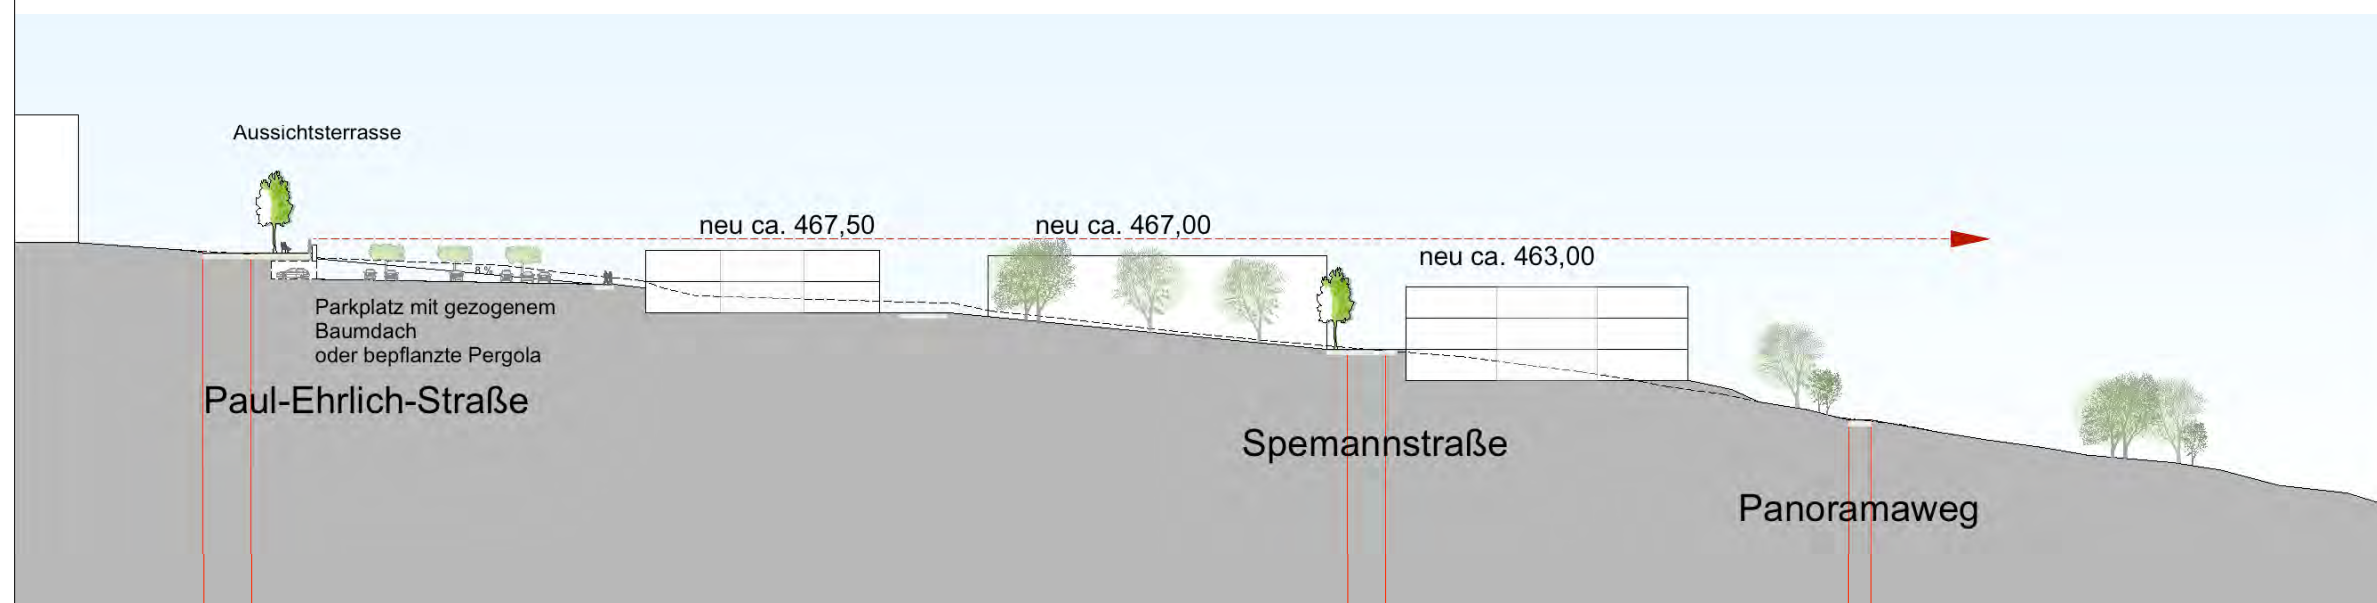 Aussichtsterrasse
neu ca. 467,50
neu ca. 467,00
neu ca. 463,00
8 %
Parkplatz mit gezogenem
Baumdach
oder bepflanzte Pergola
Paul-Ehrlich-Straße
Spemannstraße
Panoramaweg